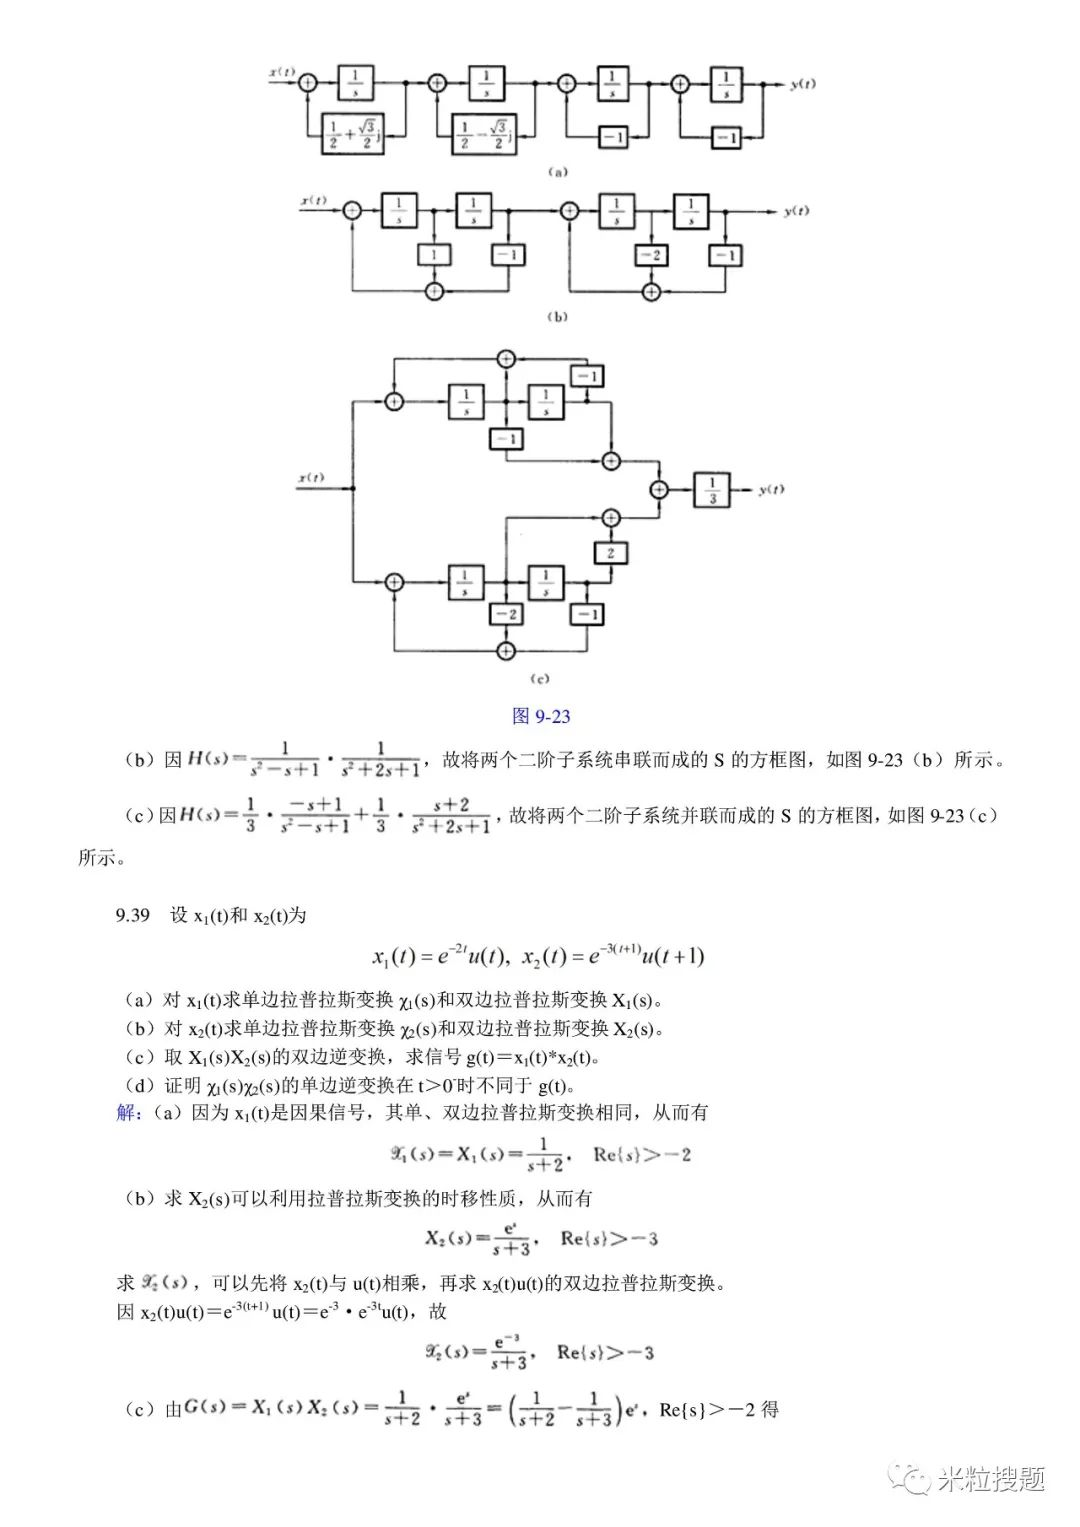 x(t) 1/s 1/s 1/s 1/s y(t)
1/2+√3/2j 1/2−√3/2j −1 −1
(a)
x(t) 1/s 1/s 1/s 1/s y(t)
1 −1 −2 −1
(b)
−1
1/s 1/s
−1
x(t) 1/3 y(t)
2
1/s 1/s
−2 −1
(c)
图 9-23
（b）因 H(s)=1/(s²−s+1)·1/(s²+2s+1)，故将两个二阶子系统串联而成的 S 的方框图，如图 9-23（b）所示。
（c）因 H(s)=1/3·(−s+1)/(s²−s+1)+1/3·(s+2)/(s²+2s+1)，故将两个二阶子系统并联而成的 S 的方框图，如图 9-23（c）
所示。
9.39 设 x₁(t)和 x₂(t)为
x₁(t)=e^(−2t)u(t), x₂(t)=e^(−3(t+1))u(t+1)
（a）对 x₁(t)求单边拉普拉斯变换 χ₁(s)和双边拉普拉斯变换 X₁(s)。
（b）对 x₂(t)求单边拉普拉斯变换 χ₂(s)和双边拉普拉斯变换 X₂(s)。
（c）取 X₁(s)X₂(s)的双边逆变换，求信号 g(t)＝x₁(t)*x₂(t)。
（d）证明 χ₁(s)χ₂(s)的单边逆变换在 t＞0⁻时不同于 g(t)。
解：（a）因为 x₁(t)是因果信号，其单、双边拉普拉斯变换相同，从而有
𝒳₁(s)=X₁(s)=1/(s+2), Re{s}>−2
（b）求 X₂(s)可以利用拉普拉斯变换的时移性质，从而有
X₂(s)=e^s/(s+3), Re{s}>−3
求 𝒳₂(s)，可以先将 x₂(t)与 u(t)相乘，再求 x₂(t)u(t)的双边拉普拉斯变换。
因 x₂(t)u(t)＝e^(-3(t+1)) u(t)＝e^(-3)·e^(-3t)u(t)，故
𝒳₂(s)=e^(−3)/(s+3), Re{s}>−3
（c）由 G(s)=X₁(s)X₂(s)=1/(s+2)·e^s/(s+3)=(1/(s+2)−1/(s+3))e^s，Re{s}＞－2 得
米粒搜题